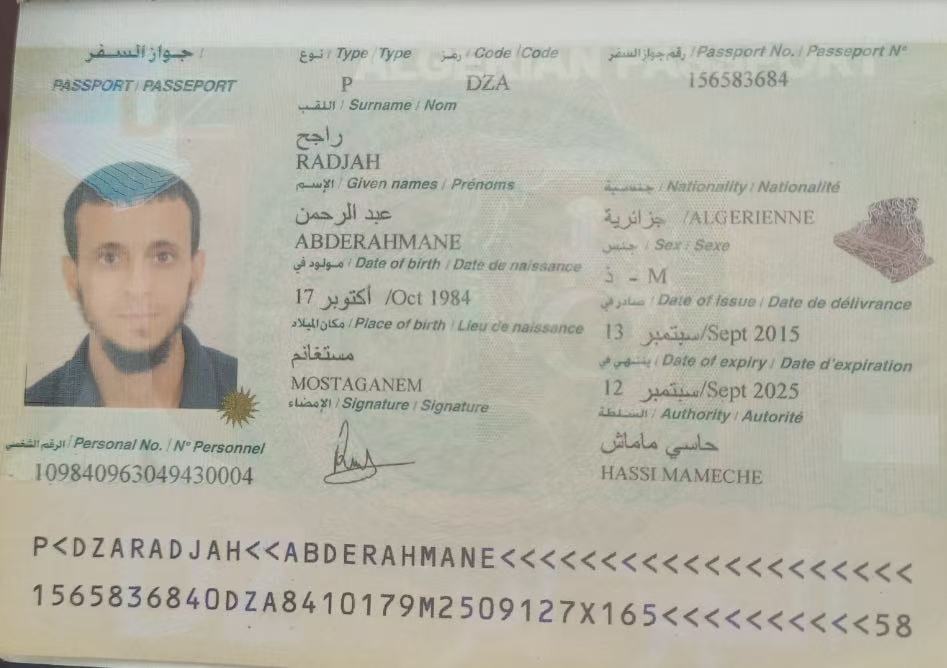 جواز السفر /
PASSPORT / PASSEPORT
نوع / Type / Type
P
رمز / Code / Code
DZA
رقم جواز السفر / Passport No. / Passeport N°
156583684
اللقب / Surname / Nom
راجح
RADJAH
الإسم / Given names / Prénoms
عبد الرحمن
ABDERAHMANE
جنسية / Nationality / Nationalité
جزائرية /ALGERIENNE
مولود في / Date of birth / Date de naissance
17 أكتوبر /Oct 1984
جنس / Sex / Sexe
ذ - M
مكان الميلاد / Place of birth / Lieu de naissance
مستغانم
MOSTAGANEM
صادر في / Date of issue / Date de délivrance
13 سبتمبر/Sept 2015
ينتهي في / Date of expiry / Date d'expiration
12 سبتمبر/Sept 2025
الإمضاء / Signature / Signature
السلطة / Authority / Autorité
حاسي ماماش
HASSI MAMECHE
الرقم الشخصي / Personal No. / N° Personnel
109840963049430004
P<DZARADJAH<<ABDERAHMANE<<<<<<<<<<<<<<<<<<<<
1565836840DZA8410179M2509127X165<<<<<<<<<<58